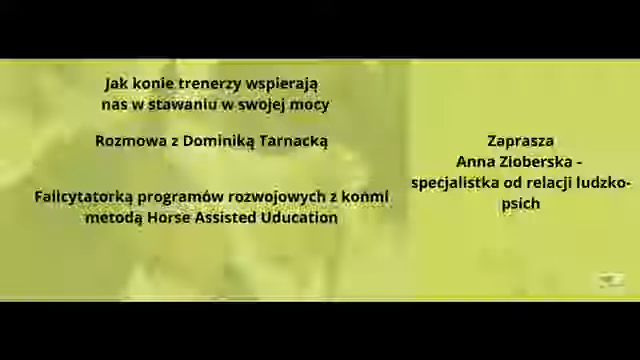 Jak konie trenerzy wspierają
nas w stawaniu w swojej mocy
Rozmowa z Dominiką Tarnacką
Falicytatorką programów rozwojowych z końmi
metodą Horse Assisted Uducation
Zaprasza
Anna Zioberska -
specjalistka od relacji ludzko-
psich